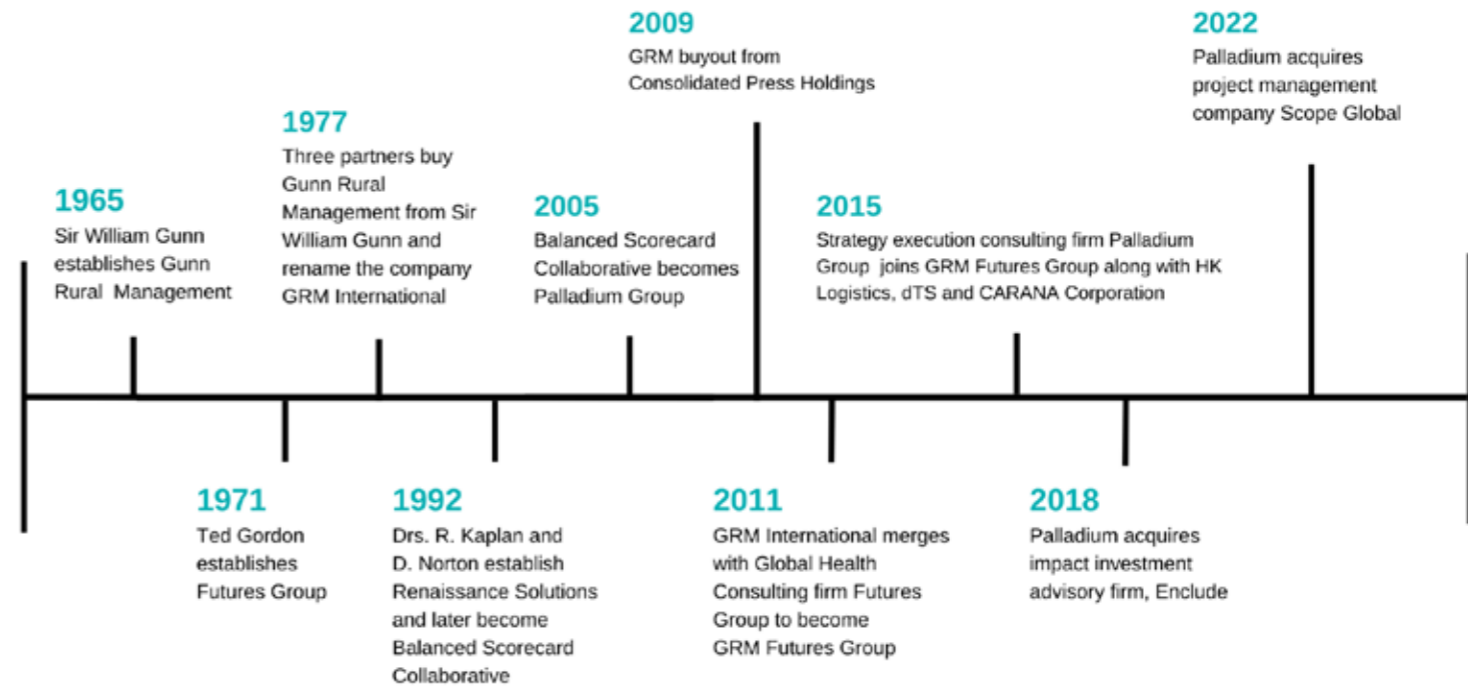 1965
Sir William Gunn
establishes Gunn
Rural  Management
1971
Ted Gordon
establishes
Futures Group
1977
Three partners buy
Gunn Rural
Management from Sir
William Gunn and
rename the company
GRM International
1992
Drs. R. Kaplan and
D. Norton establish
Renaissance Solutions
and later become
Balanced Scorecard
Collaborative
2005
Balanced Scorecard
Collaborative becomes
Palladium Group
2009
GRM buyout from
Consolidated Press Holdings
2011
GRM International merges
with Global Health
Consulting firm Futures
Group to become
GRM Futures Group
2015
Strategy execution consulting firm Palladium
Group  joins GRM Futures Group along with HK
Logistics, dTS and CARANA Corporation
2018
Palladium acquires
impact investment
advisory firm, Enclude
2022
Palladium acquires
project management
company Scope Global